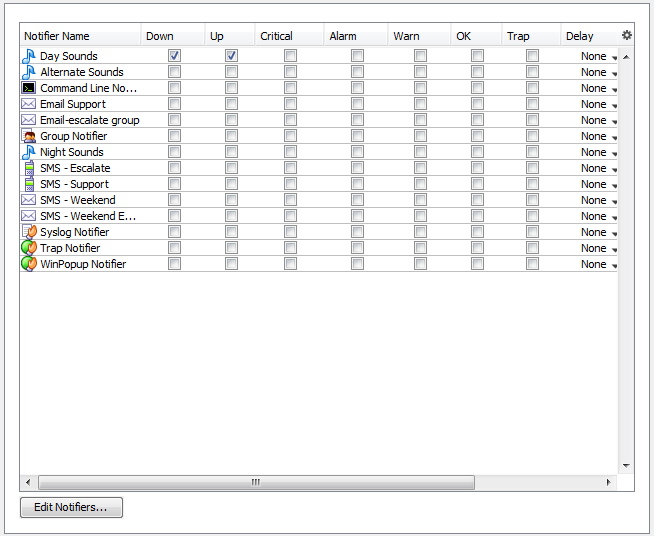 Notifier Name Down Up Critical Alarm Warn OK Trap Delay
Day Sounds None
Alternate Sounds None
Command Line No... None
Email Support None
Email-escalate group None
Group Notifier None
Night Sounds None
SMS - Escalate None
SMS - Support None
SMS - Weekend None
SMS - Weekend E... None
Syslog Notifier None
Trap Notifier None
WinPopup Notifier None
Edit Notifiers...